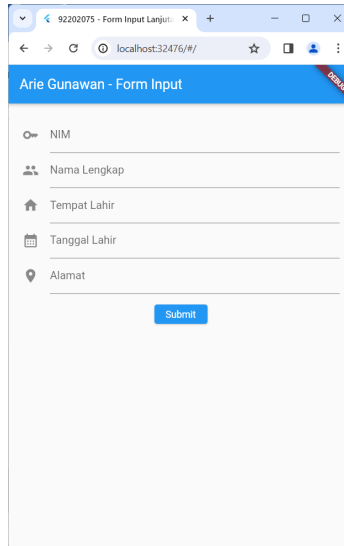 92202075 - Form Input Lanjut
localhost:32476/#/
Arie Gunawan - Form Input
DEBUG
NIM
Nama Lengkap
Tempat Lahir
Tanggal Lahir
Alamat
Submit